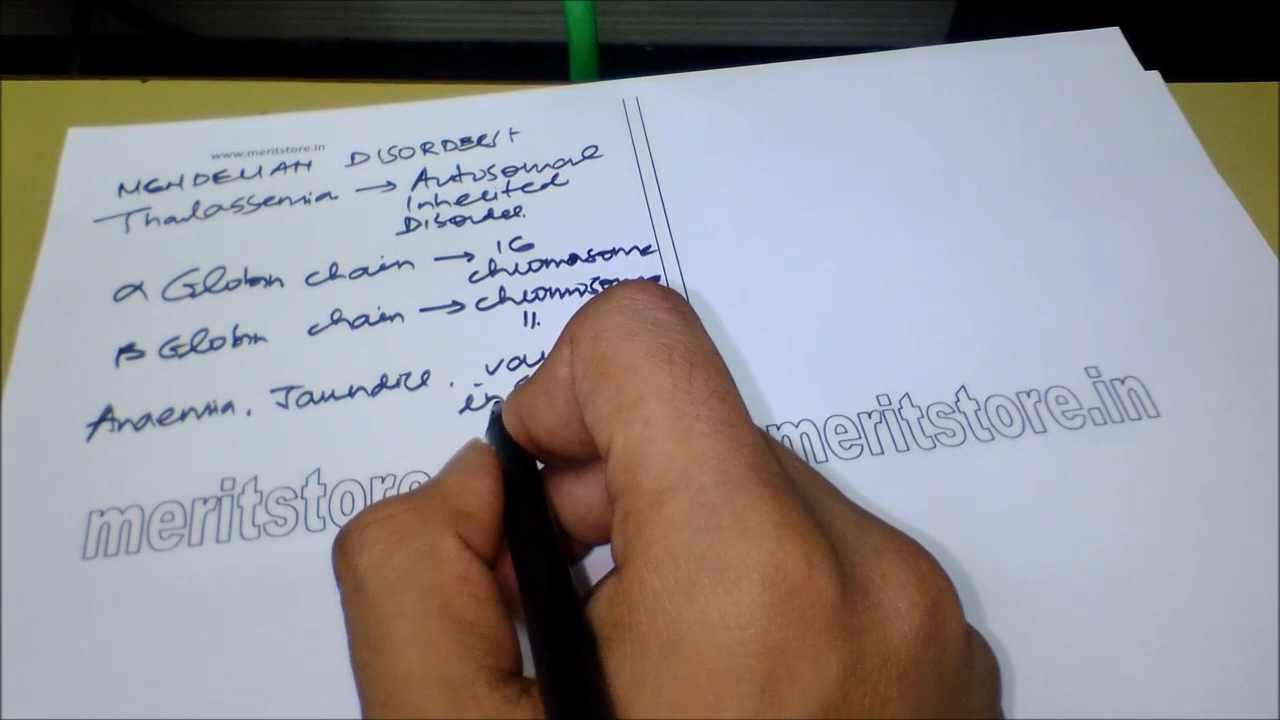 www.meritstore.in
MENDELIAN DISORDERS
Thalassemia → Autosomal
Inherited
Disorder.
α Globin chain → 16
chromosome
β Globin chain → chromosome
11.
Anaemia. Jaundice.
meritstore
meritstore.in